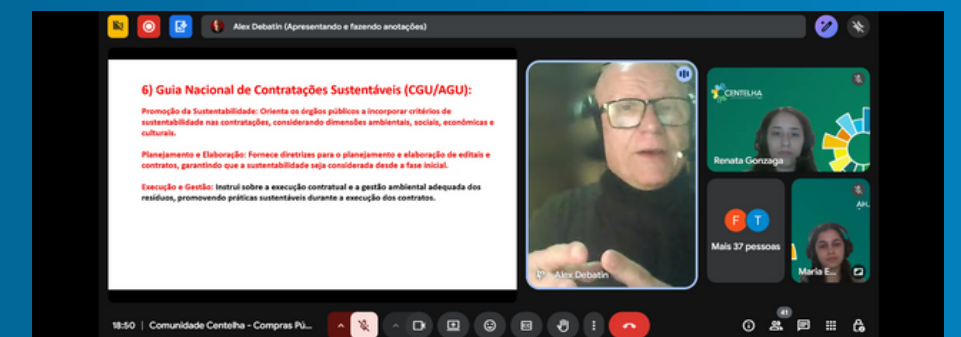 Alex Debatin (Apresentando e fazendo anotações)
6) Guia Nacional de Contratações Sustentáveis (CGU/AGU):
Promoção da Sustentabilidade: Orienta os órgãos públicos a incorporar critérios de
sustentabilidade nas contratações, considerando dimensões ambientais, sociais, econômicas e
culturais.
Planejamento e Elaboração: Fornece diretrizes para o planejamento e elaboração de editais e
contratos, garantindo que a sustentabilidade seja considerada desde a fase inicial.
Execução e Gestão: Instrui sobre a execução contratual e a gestão ambiental adequada dos
resíduos, promovendo práticas sustentáveis durante a execução dos contratos.
Alex Debatin
CENTELHA
Renata Gonzaga
F T
Mais 37 pessoas
Maria E...
18:50 | Comunidade Centelha - Compras Pú...
41